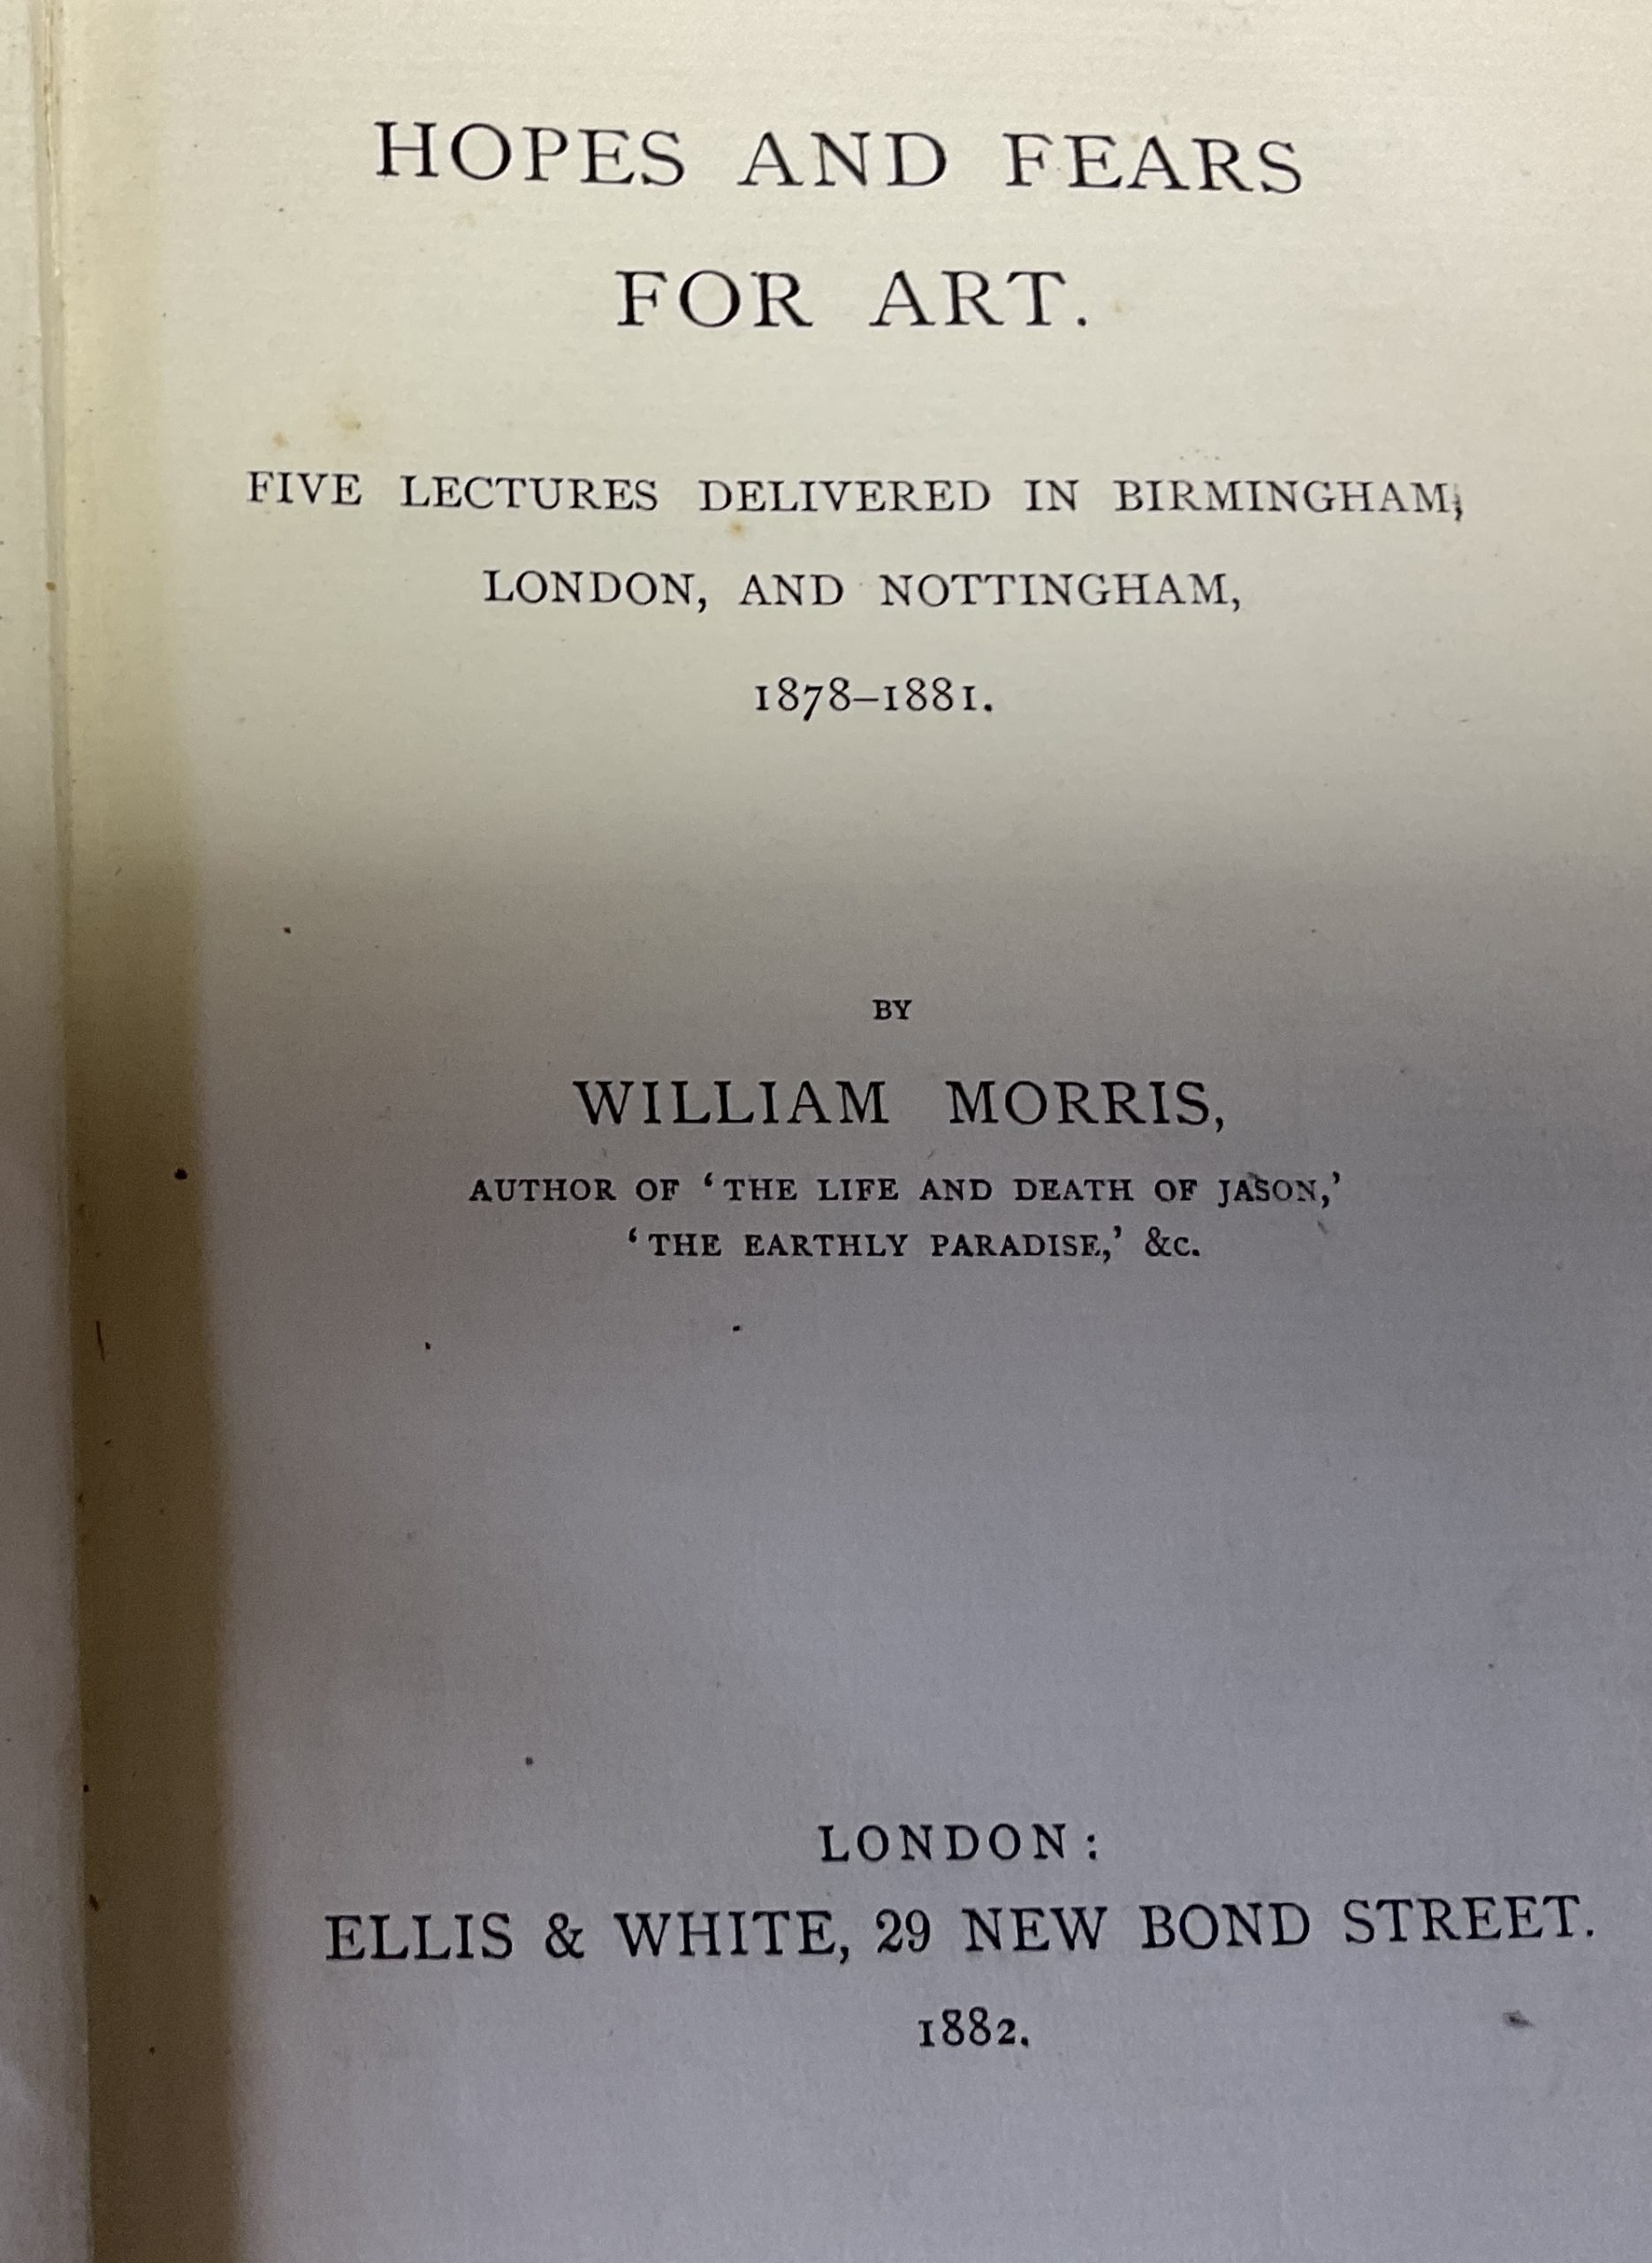 HOPES AND FEARS
FOR ART.
FIVE LECTURES DELIVERED IN BIRMINGHAM,
LONDON, AND NOTTINGHAM,
1878–1881.
BY
WILLIAM MORRIS,
AUTHOR OF ‘THE LIFE AND DEATH OF JASON,’
‘THE EARTHLY PARADISE,’ &c.
LONDON:
ELLIS & WHITE, 29 NEW BOND STREET.
1882.